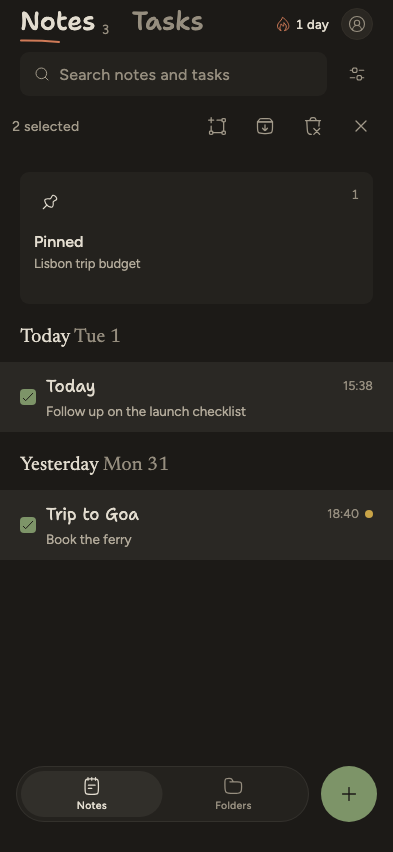 Notes 3 Tasks 1 day
Search notes and tasks
2 selected
1
Pinned
Lisbon trip budget
Today Tue 1
Today 15:38
Follow up on the launch checklist
Yesterday Mon 31
Trip to Goa 18:40
Book the ferry
Notes Folders